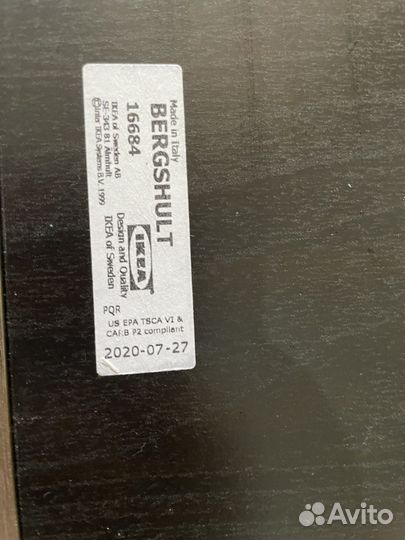 Made in Italy
BERGSHULT
16684
IKEA of Sweden AB
SE-343 81 Älmhult
©Inter IKEA Systems B.V. 1999
IKEA
Design and Quality
IKEA of Sweden
PQR
US EPA TSCA VI &
CARB P2 compliant
2020-07-27
Avito